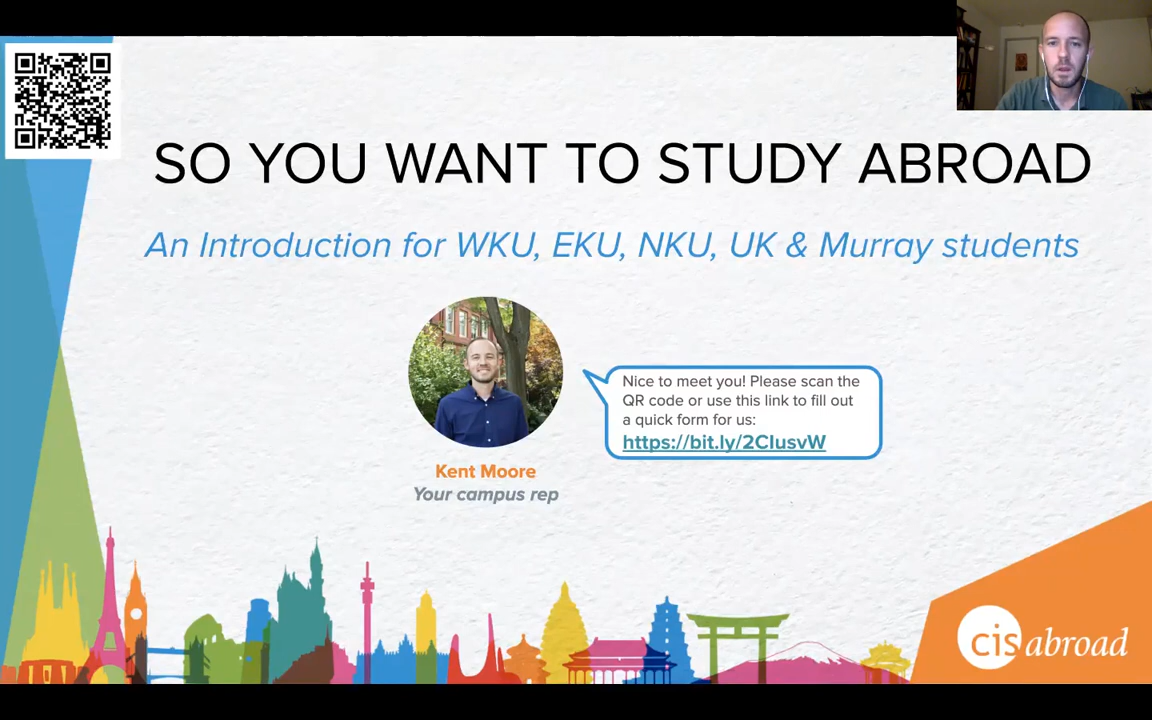 SO YOU WANT TO STUDY ABROAD
An Introduction for WKU, EKU, NKU, UK & Murray students
Nice to meet you! Please scan the
QR code or use this link to fill out
a quick form for us:
https://bit.ly/2CIusvW
Kent Moore
Your campus rep
cis abroad